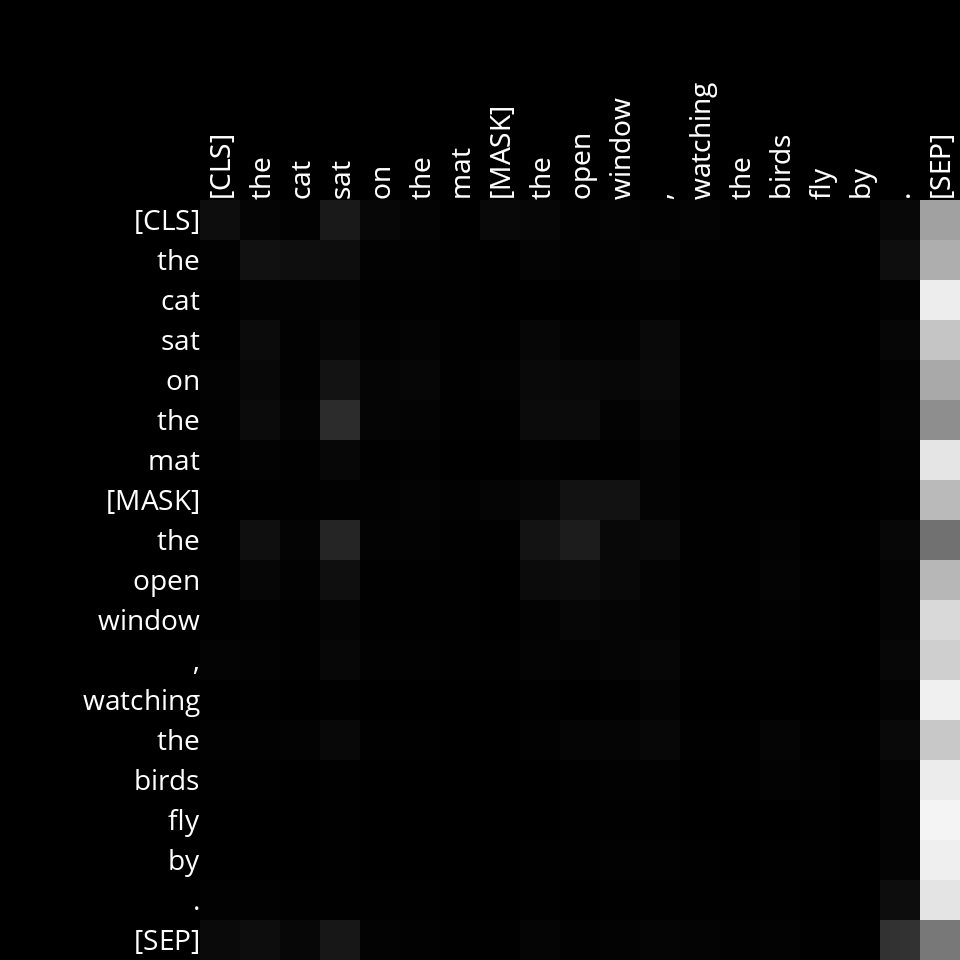 [CLS] the cat sat on the mat [MASK] the open window , watching the birds fly by . [SEP]
[CLS]
the
cat
sat
on
the
mat
[MASK]
the
open
window
,
watching
the
birds
fly
by
.
[SEP]